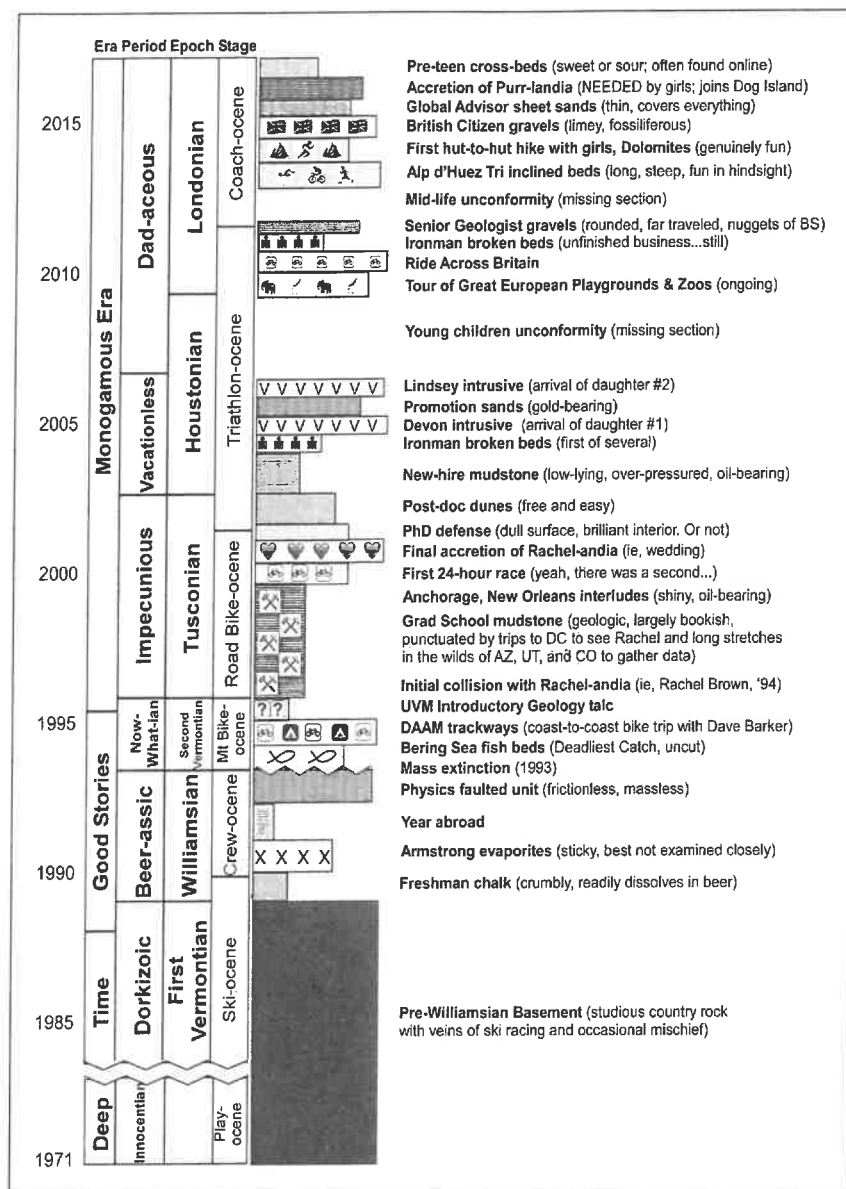 Era Period Epoch Stage
Pre-teen cross-beds (sweet or sour; often found online)
Accretion of Purr-landia (NEEDED by girls; joins Dog Island)
Global Advisor sheet sands (thin, covers everything)
2015
British Citizen gravels (limey, fossiliferous)
First hut-to-hut hike with girls, Dolomites (genuinely fun)
Alp d'Huez Tri inclined beds (long, steep, fun in hindsight)
Mid-life unconformity (missing section)
Senior Geologist gravels (rounded, far traveled, nuggets of BS)
Ironman broken beds (unfinished business...still)
Ride Across Britain
2010
Tour of Great European Playgrounds & Zoos (ongoing)
Young children unconformity (missing section)
Lindsey intrusive (arrival of daughter #2)
V V V V V V V
Promotion sands (gold-bearing)
2005
Devon intrusive (arrival of daughter #1)
V V V V V V V
Ironman broken beds (first of several)
New-hire mudstone (low-lying, over-pressured, oil-bearing)
Post-doc dunes (free and easy)
PhD defense (dull surface, brilliant interior. Or not)
Final accretion of Rachel-andia (ie, wedding)
2000
First 24-hour race (yeah, there was a second...)
Anchorage, New Orleans interludes (shiny, oil-bearing)
Grad School mudstone (geologic, largely bookish,
punctuated by trips to DC to see Rachel and long stretches
in the wilds of AZ, UT, and CO to gather data)
Initial collision with Rachel-andia (ie, Rachel Brown, '94)
UVM Introductory Geology talc
? ?
1995
DAAM trackways (coast-to-coast bike trip with Dave Barker)
Bering Sea fish beds (Deadliest Catch, uncut)
Mass extinction (1993)
Physics faulted unit (frictionless, massless)
Year abroad
Armstrong evaporites (sticky, best not examined closely)
X X X X
1990
Freshman chalk (crumbly, readily dissolves in beer)
Pre-Williamsian Basement (studious country rock
with veins of ski racing and occasional mischief)
1985
1971
Monogamous Era
Good Stories
Time
Deep
Dad-aceous
Vacationless
Impecunious
Now-
What-ian
Beer-assic
Dorkizoic
Innocentian
Londonian
Houstonian
Tusconian
Second
Vermontian
Williamsian
First
Vermontian
Coach-ocene
Triathlon-ocene
Road Bike-ocene
Mt Bike-
ocene
Crew-ocene
Ski-ocene
Play-
ocene